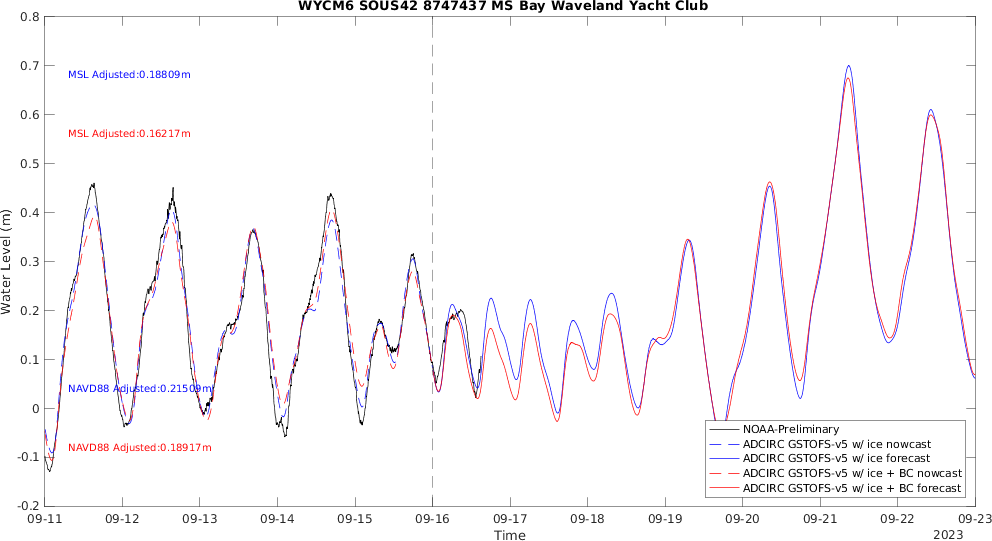 WYCM6 SOUS42 8747437 MS Bay Waveland Yacht Club
0.8
0.7
0.6
0.5
0.4
0.3
0.2
0.1
0
-0.1
-0.2
Water Level (m)
MSL Adjusted:0.18809m
MSL Adjusted:0.16217m
NAVD88 Adjusted:0.21509m
NAVD88 Adjusted:0.18917m
NOAA-Preliminary
ADCIRC GSTOFS-v5 w/ ice nowcast
ADCIRC GSTOFS-v5 w/ ice forecast
ADCIRC GSTOFS-v5 w/ ice + BC nowcast
ADCIRC GSTOFS-v5 w/ ice + BC forecast
09-11 09-12 09-13 09-14 09-15 09-16 09-17 09-18 09-19 09-20 09-21 09-22 09-23
Time
2023